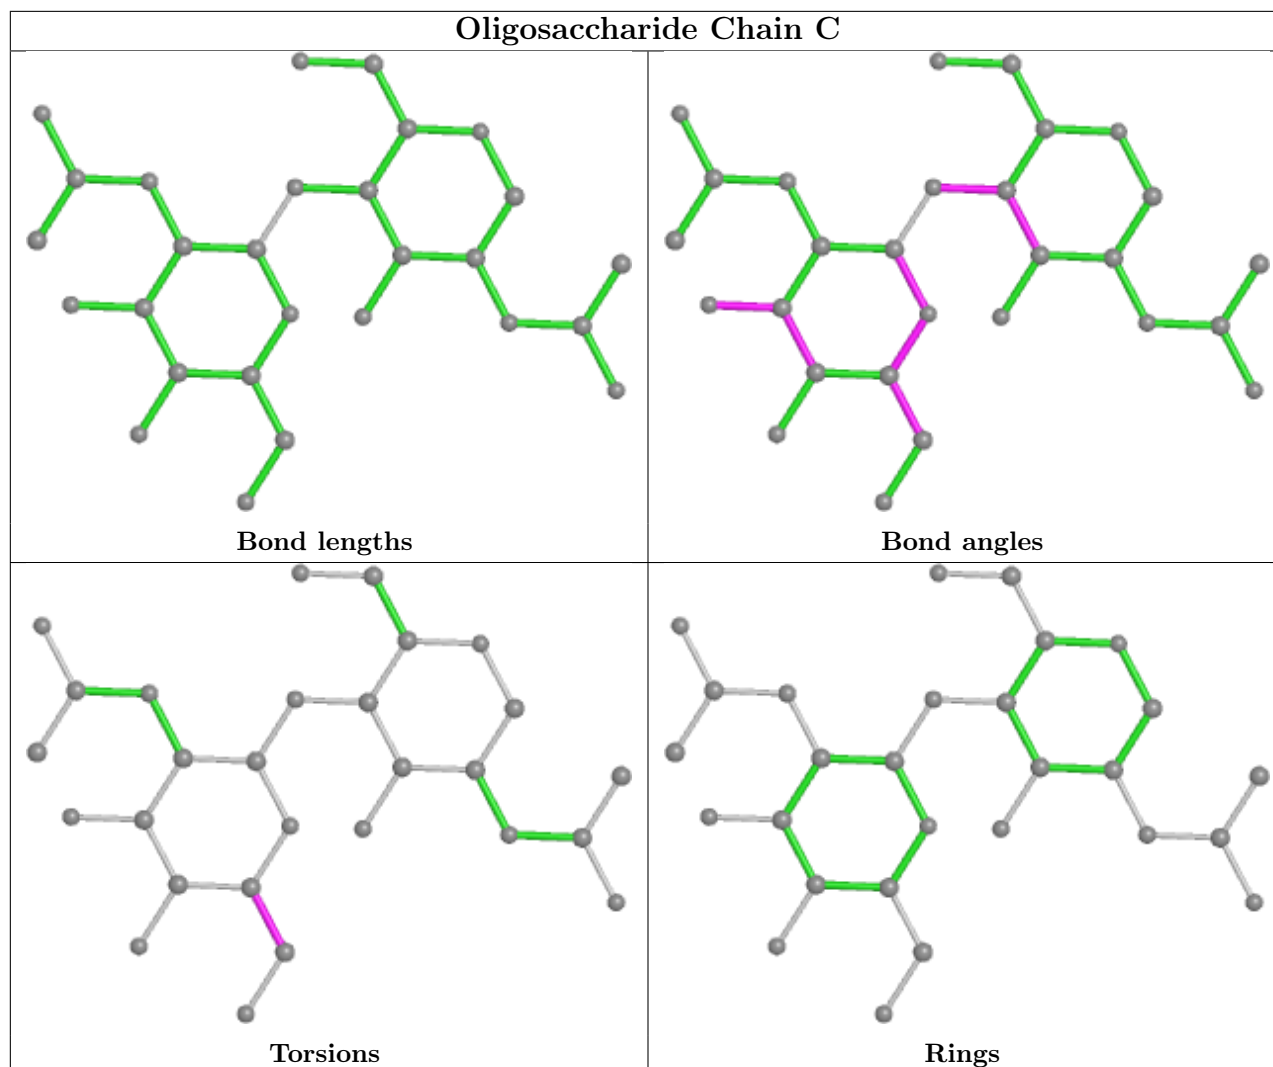 Oligosaccharide Chain C
Bond lengths
Bond angles
Torsions
Rings